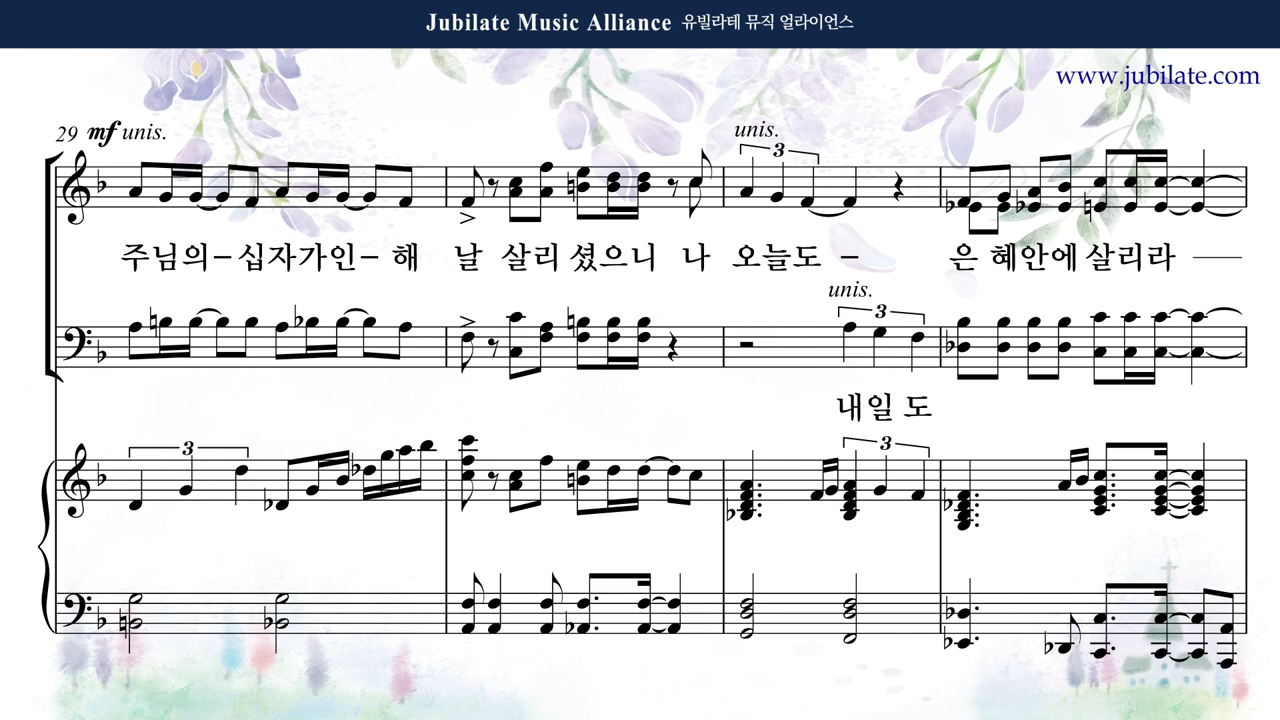 Jubilate Music Alliance 유빌라테 뮤직 얼라이언스
www.jubilate.com
29 mf unis.
unis.
3
주님의-십자가인- 해 날 살리 셨으니 나 오늘도 - 은 혜안에 살리라
unis.
3
내일 도
3
3